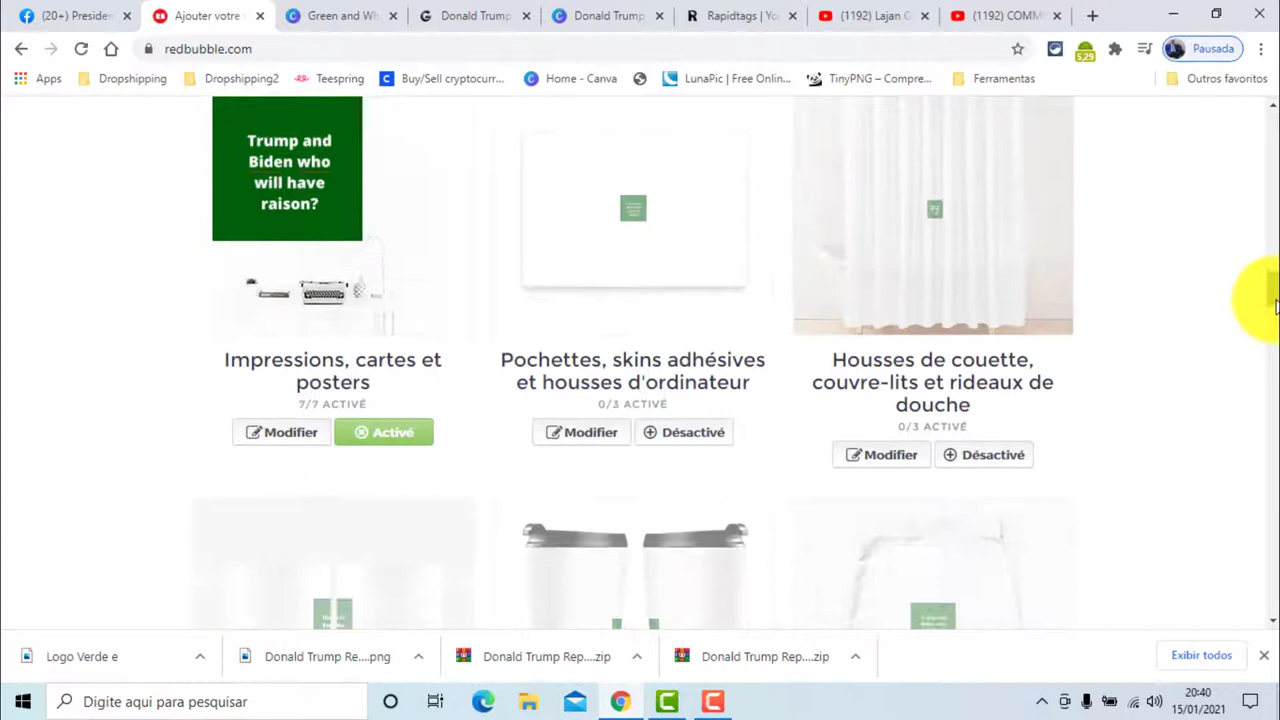 (20+) Preside
Ajouter votre
Green and Wh
Donald Trump
Donald Trump
Rapidtags | Yo
(1192) Lajan G
(1192) COMM
redbubble.com
5.25
Pausada
Apps
Dropshipping
Dropshipping2
Teespring
Buy/Sell cryptocurr...
Home - Canva
LunaPic | Free Onlin...
TinyPNG – Compre...
Ferramentas
Outros favoritos
Trump and
Biden who
will have
raison?
Impressions, cartes et
posters
7/7 ACTIVÉ
Modifier
Activé
Pochettes, skins adhésives
et housses d'ordinateur
0/3 ACTIVÉ
Modifier
Désactivé
Housses de couette,
couvre-lits et rideaux de
douche
0/3 ACTIVÉ
Modifier
Désactivé
Logo Verde e
Donald Trump Re....png
Donald Trump Rep....zip
Donald Trump Rep....zip
Exibir todos
Digite aqui para pesquisar
20:40
15/01/2021